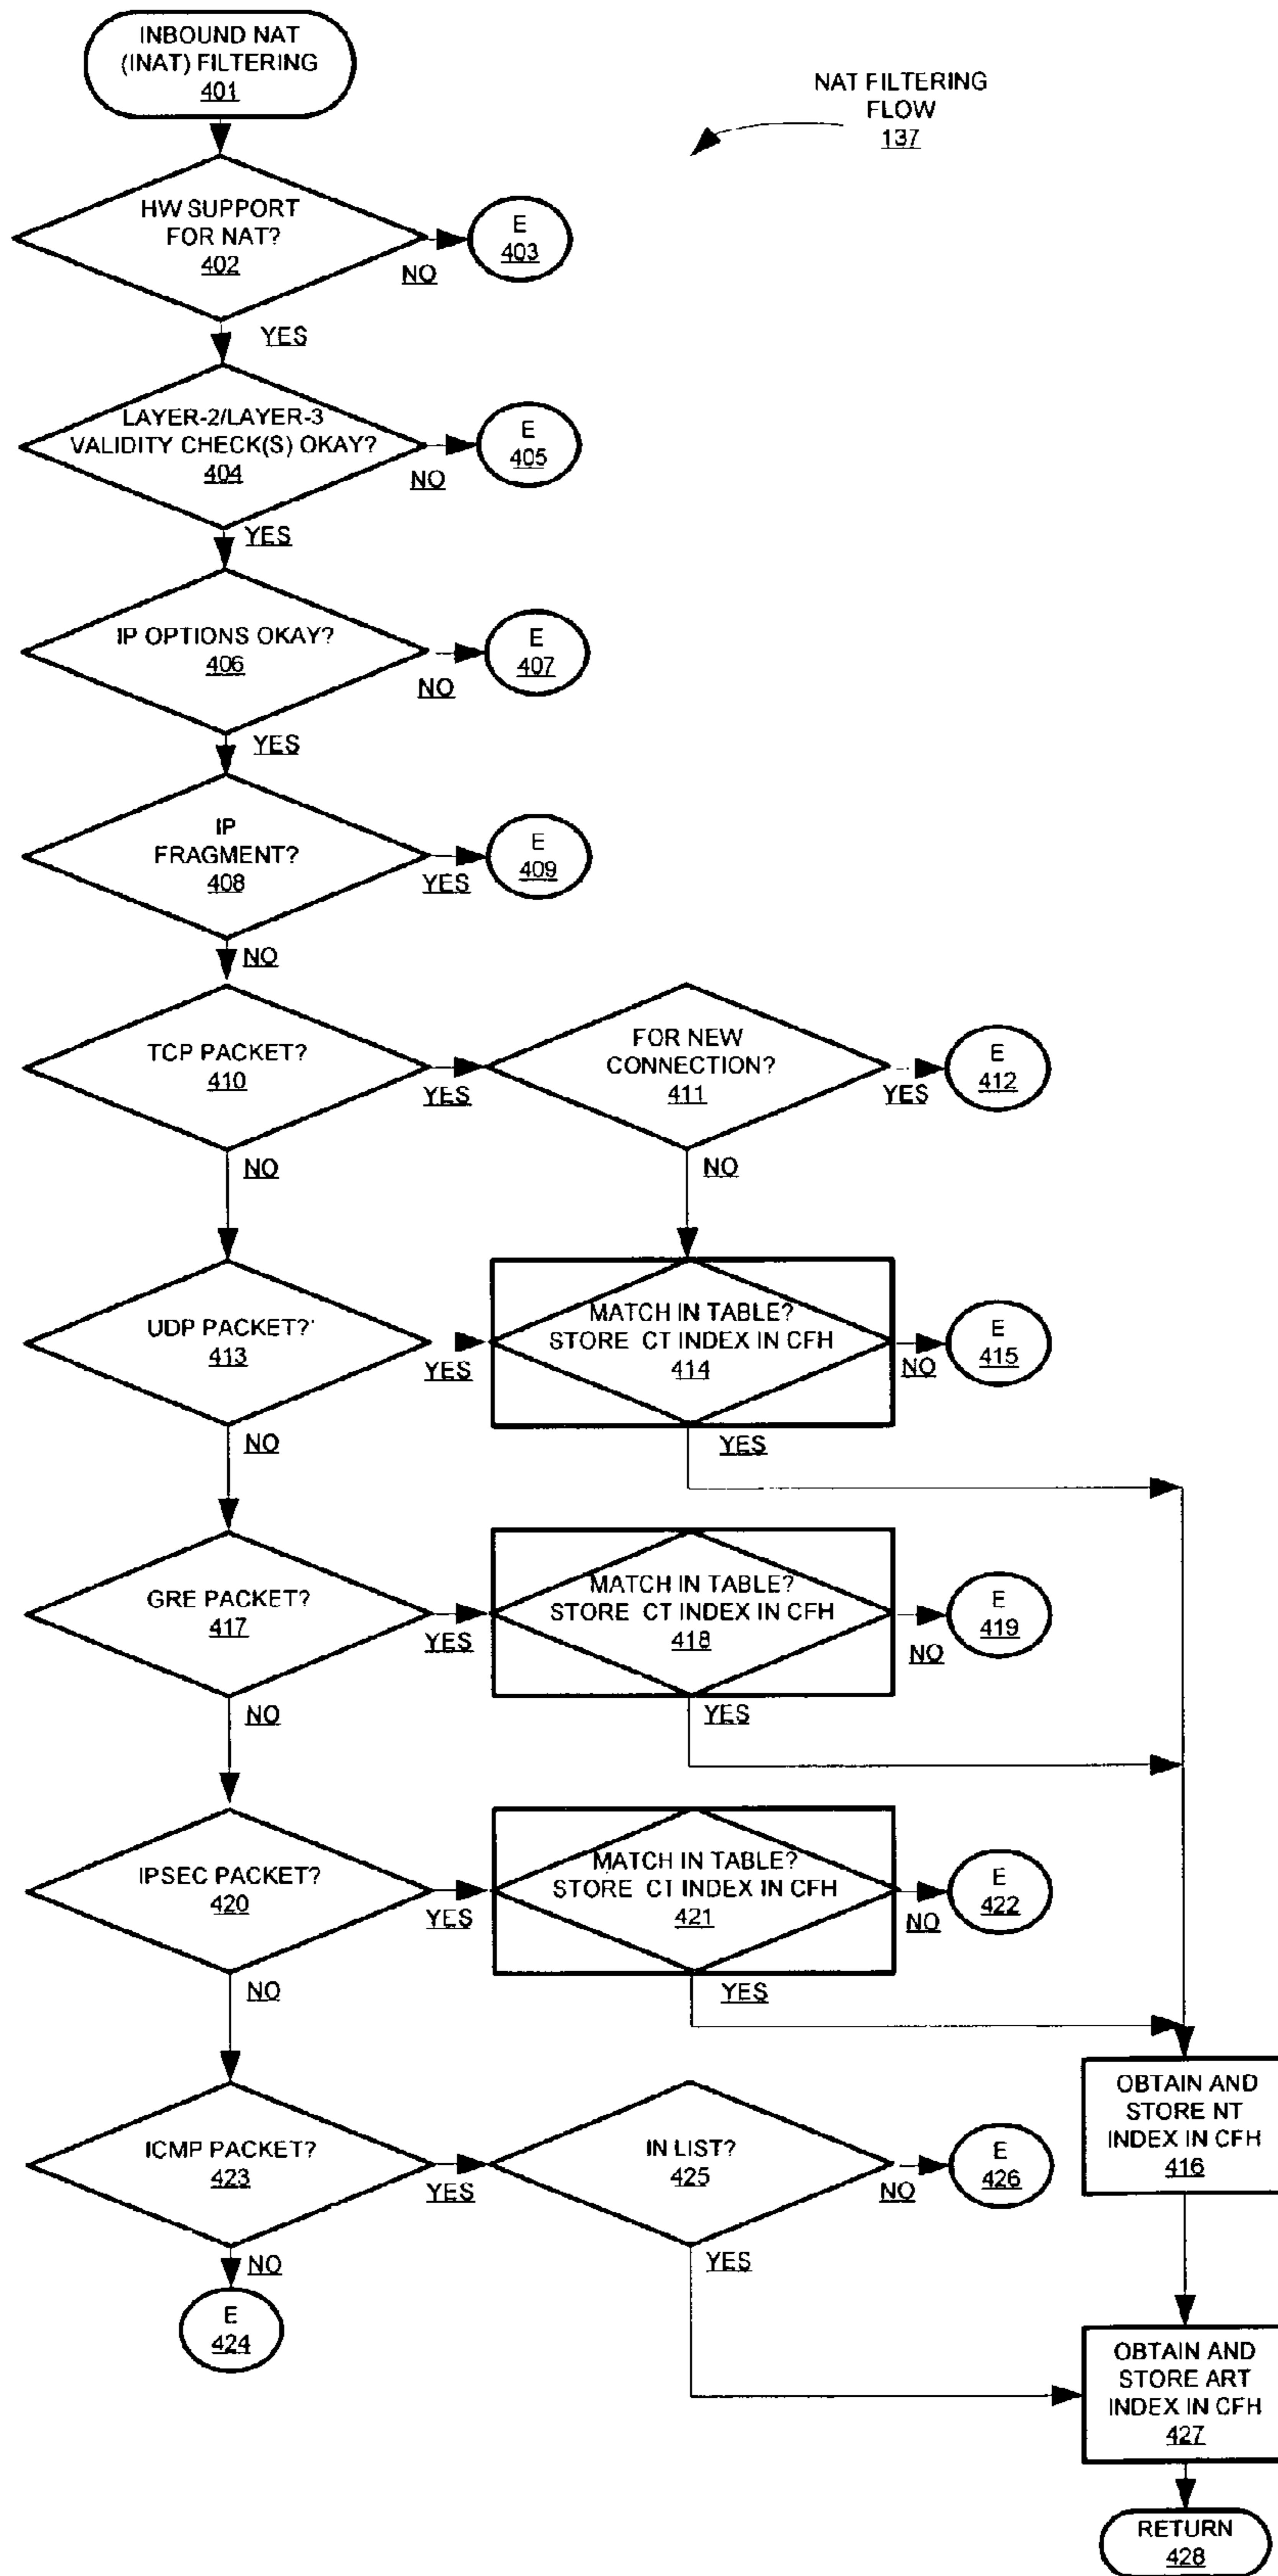 INBOUND NAT
(INAT) FILTERING
401
NAT FILTERING
FLOW
137
HW SUPPORT
FOR NAT?
402
NO
E
403
YES
LAYER-2/LAYER-3
VALIDITY CHECK(S) OKAY?
404
NO
E
405
YES
IP OPTIONS OKAY?
406
NO
E
407
YES
IP
FRAGMENT?
408
YES
E
409
NO
TCP PACKET?
410
YES
FOR NEW
CONNECTION?
411
YES
E
412
NO
NO
UDP PACKET?
413
YES
MATCH IN TABLE?
STORE CT INDEX IN CFH
414
NO
E
415
NO
YES
GRE PACKET?
417
YES
MATCH IN TABLE?
STORE CT INDEX IN CFH
418
NO
E
419
NO
YES
IPSEC PACKET?
420
YES
MATCH IN TABLE?
STORE CT INDEX IN CFH
421
NO
E
422
NO
YES
OBTAIN AND
STORE NT
INDEX IN CFH
416
ICMP PACKET?
423
YES
IN LIST?
425
NO
E
426
NO
YES
E
424
OBTAIN AND
STORE ART
INDEX IN CFH
427
RETURN
428